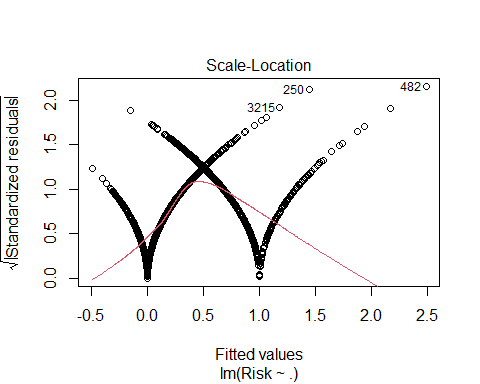 Scale-Location
√|Standardized residuals|
2.0
1.5
1.0
0.5
0.0
250
482
3215
-0.5 0.0 0.5 1.0 1.5 2.0 2.5
Fitted values
lm(Risk ~ .)